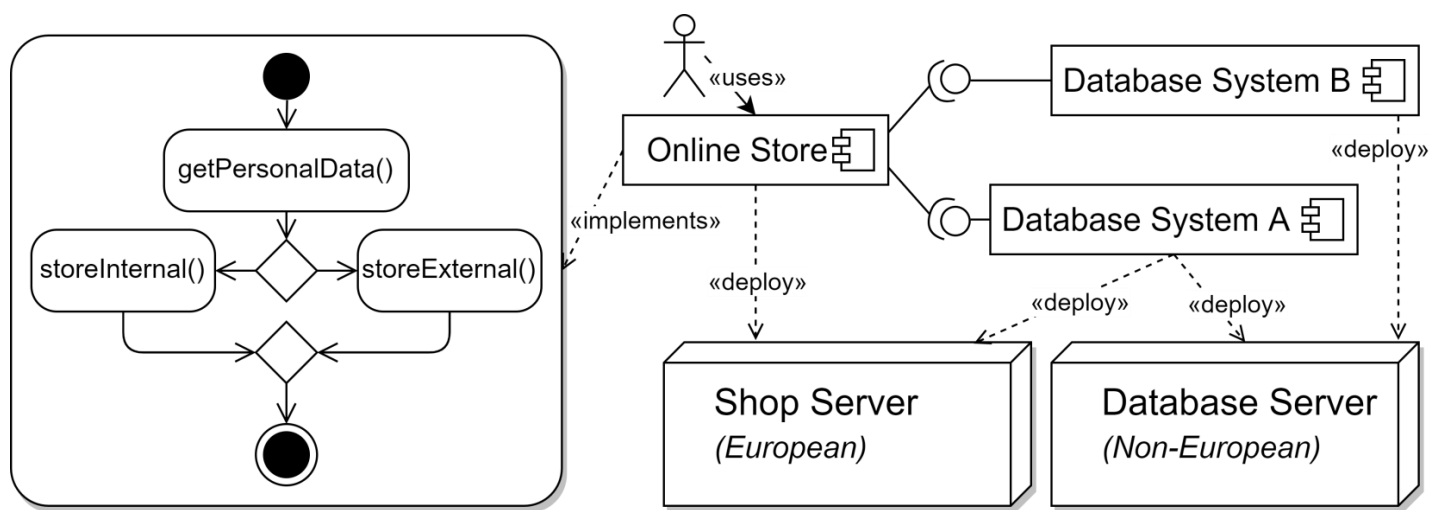 getPersonalData()
storeInternal()
storeExternal()
«implements»
«uses»
Online Store
Database System B
Database System A
«deploy»
«deploy»
«deploy»
«deploy»
Shop Server
(European)
Database Server
(Non-European)